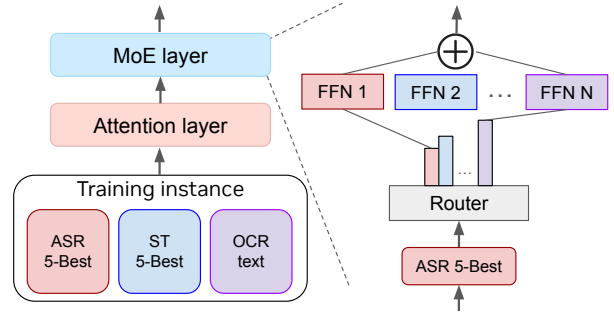 MoE layer
Attention layer
Training instance
ASR
5-Best
ST
5-Best
OCR
text
FFN 1
FFN 2
...
FFN N
...
Router
ASR 5-Best